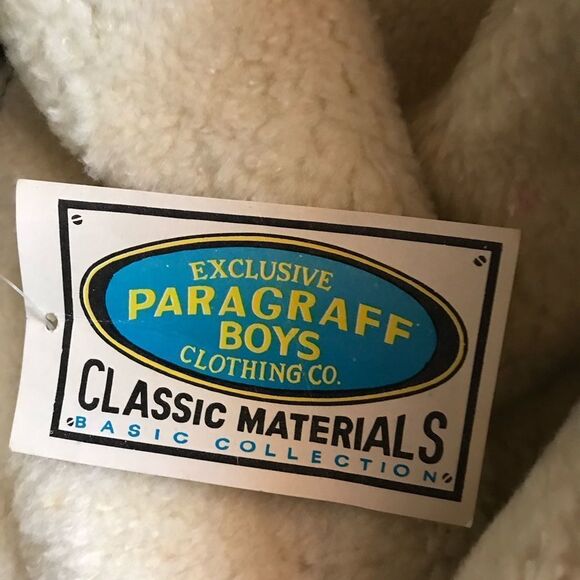 EXCLUSIVE
PARAGRAFF
BOYS
CLOTHING CO.
CLASSIC MATERIALS
BASIC COLLECTION